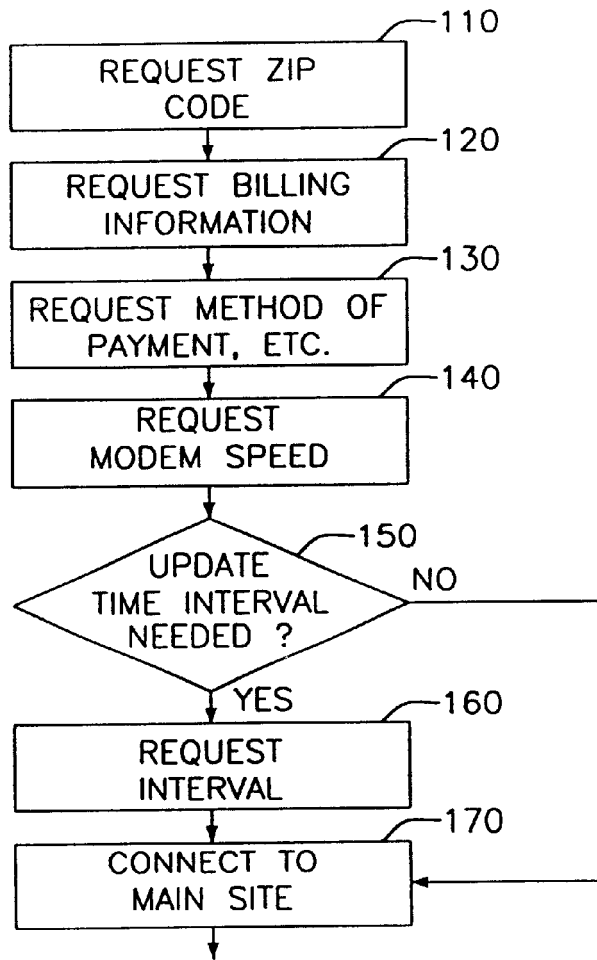 110
REQUEST ZIP
CODE
120
REQUEST BILLING
INFORMATION
130
REQUEST METHOD OF
PAYMENT, ETC.
140
REQUEST
MODEM SPEED
150
UPDATE
TIME INTERVAL
NEEDED ?
NO
YES
160
REQUEST
INTERVAL
170
CONNECT TO
MAIN SITE